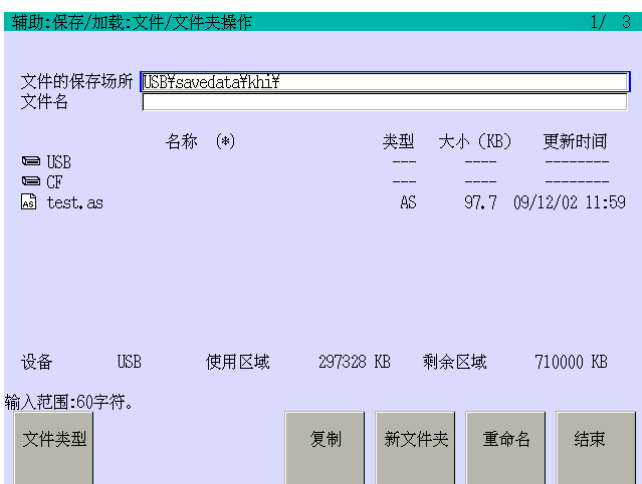 辅助:保存/加载:文件/文件夹操作 1/ 3
文件的保存场所 USB¥savedata¥khi¥
文件名
名称 (*) 类型 大小 (KB) 更新时间
USB --- ---- --------
CF --- ---- --------
AS test.as AS 97.7 09/12/02 11:59
设备 USB 使用区域 297328 KB 剩余区域 710000 KB
输入范围:60字符。
文件类型 复制 新文件夹 重命名 结束